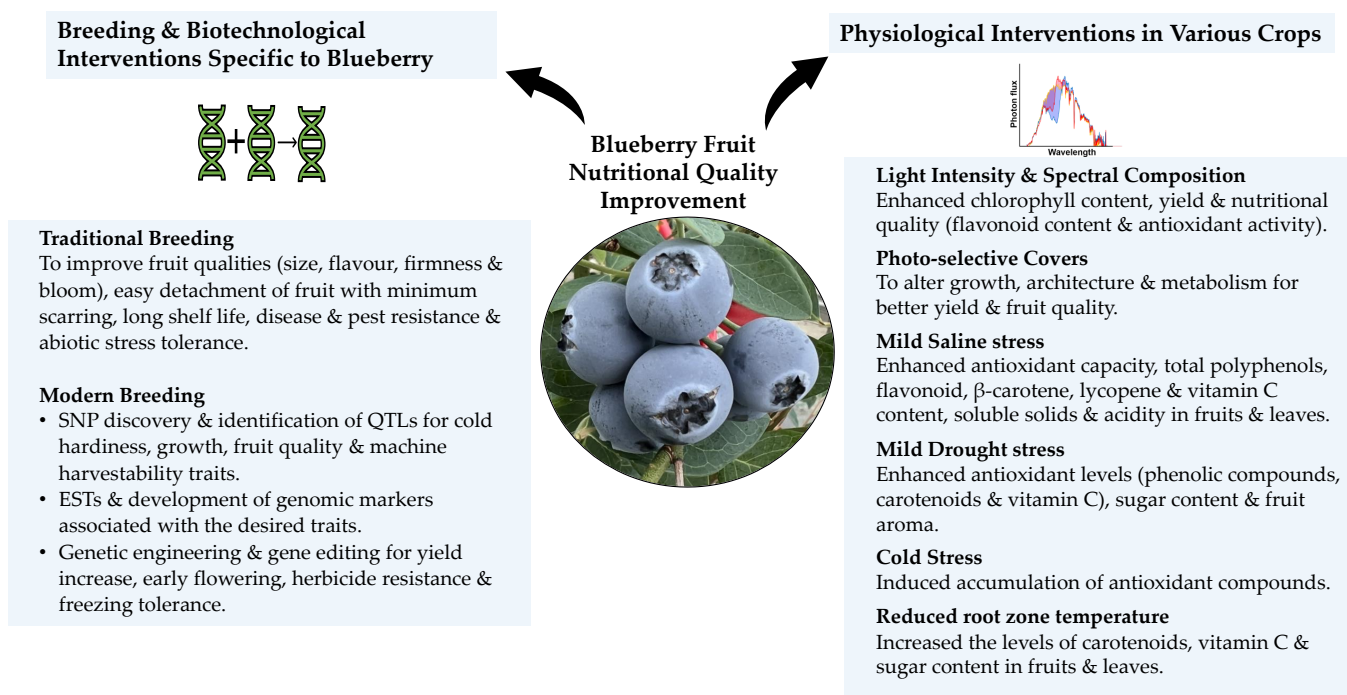 Breeding & Biotechnological
Interventions Specific to Blueberry
Physiological Interventions in Various Crops
Blueberry Fruit
Nutritional Quality
Improvement
Traditional Breeding
To improve fruit qualities (size, flavour, firmness &
bloom), easy detachment of fruit with minimum
scarring, long shelf life, disease & pest resistance &
abiotic stress tolerance.
Modern Breeding
• SNP discovery & identification of QTLs for cold
hardiness, growth, fruit quality & machine
harvestability traits.
• ESTs & development of genomic markers
associated with the desired traits.
• Genetic engineering & gene editing for yield
increase, early flowering, herbicide resistance &
freezing tolerance.
Photon flux
Wavelength
Light Intensity & Spectral Composition
Enhanced chlorophyll content, yield & nutritional
quality (flavonoid content & antioxidant activity).
Photo-selective Covers
To alter growth, architecture & metabolism for
better yield & fruit quality.
Mild Saline stress
Enhanced antioxidant capacity, total polyphenols,
flavonoid, β-carotene, lycopene & vitamin C
content, soluble solids & acidity in fruits & leaves.
Mild Drought stress
Enhanced antioxidant levels (phenolic compounds,
carotenoids & vitamin C), sugar content & fruit
aroma.
Cold Stress
Induced accumulation of antioxidant compounds.
Reduced root zone temperature
Increased the levels of carotenoids, vitamin C &
sugar content in fruits & leaves.